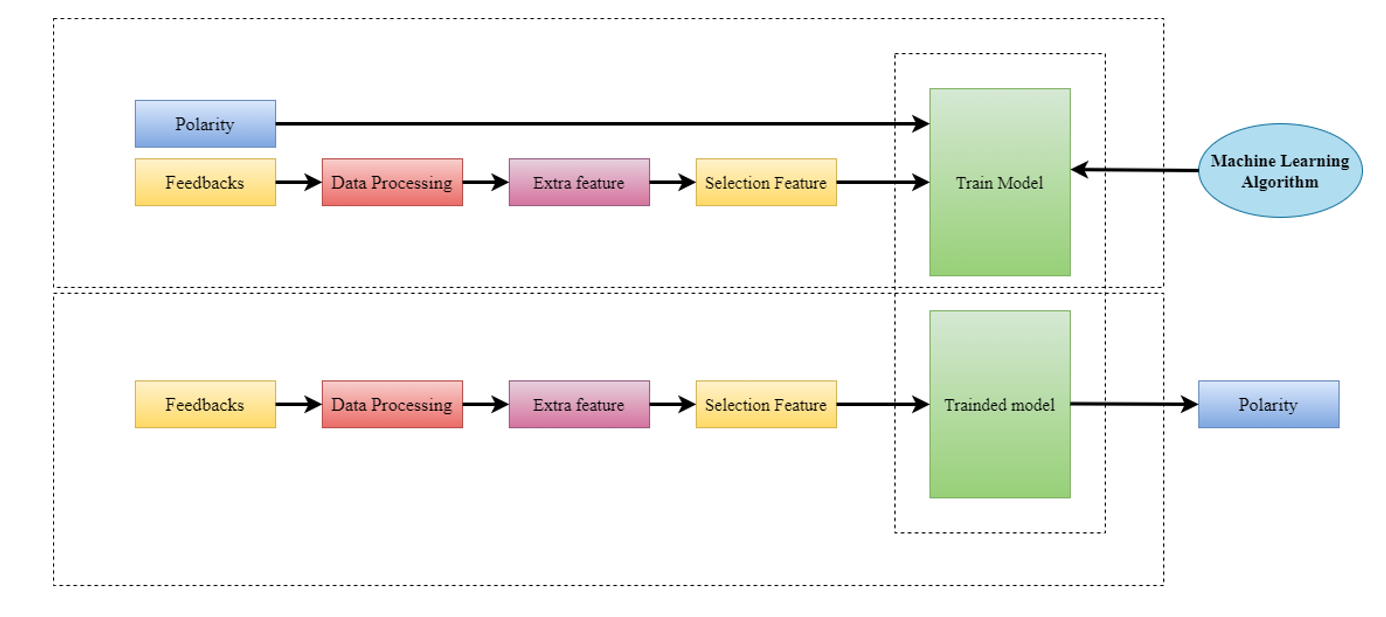 Polarity
Feedbacks
Data Processing
Extra feature
Selection Feature
Train Model
Machine Learning
Algorithm
Feedbacks
Data Processing
Extra feature
Selection Feature
Trainded model
Polarity